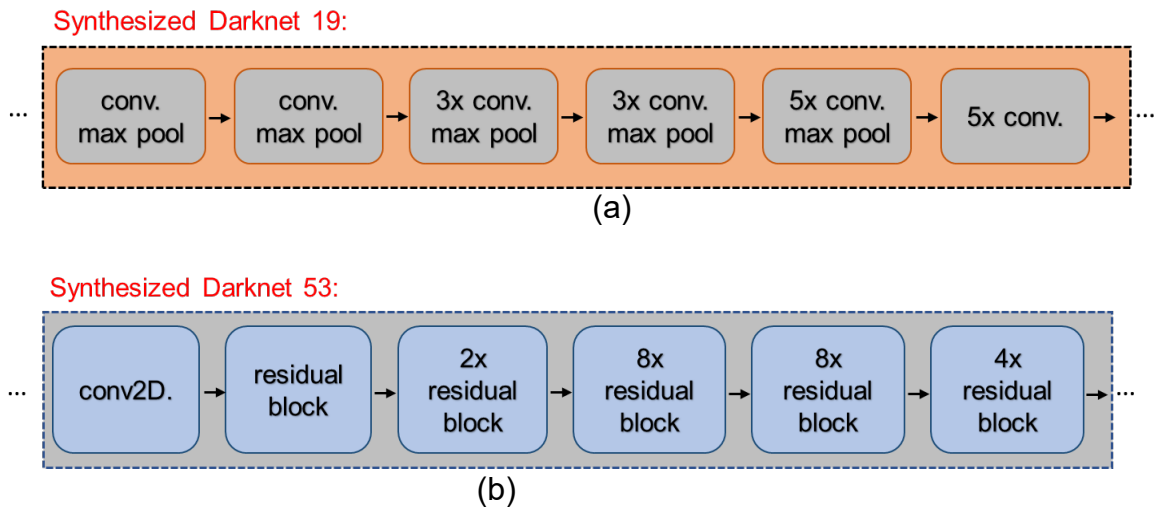 Synthesized Darknet 19:
...
conv.
max pool
conv.
max pool
3x conv.
max pool
3x conv.
max pool
5x conv.
max pool
5x conv.
...
(a)
Synthesized Darknet 53:
...
conv2D.
residual
block
2x
residual
block
8x
residual
block
8x
residual
block
4x
residual
block
...
(b)